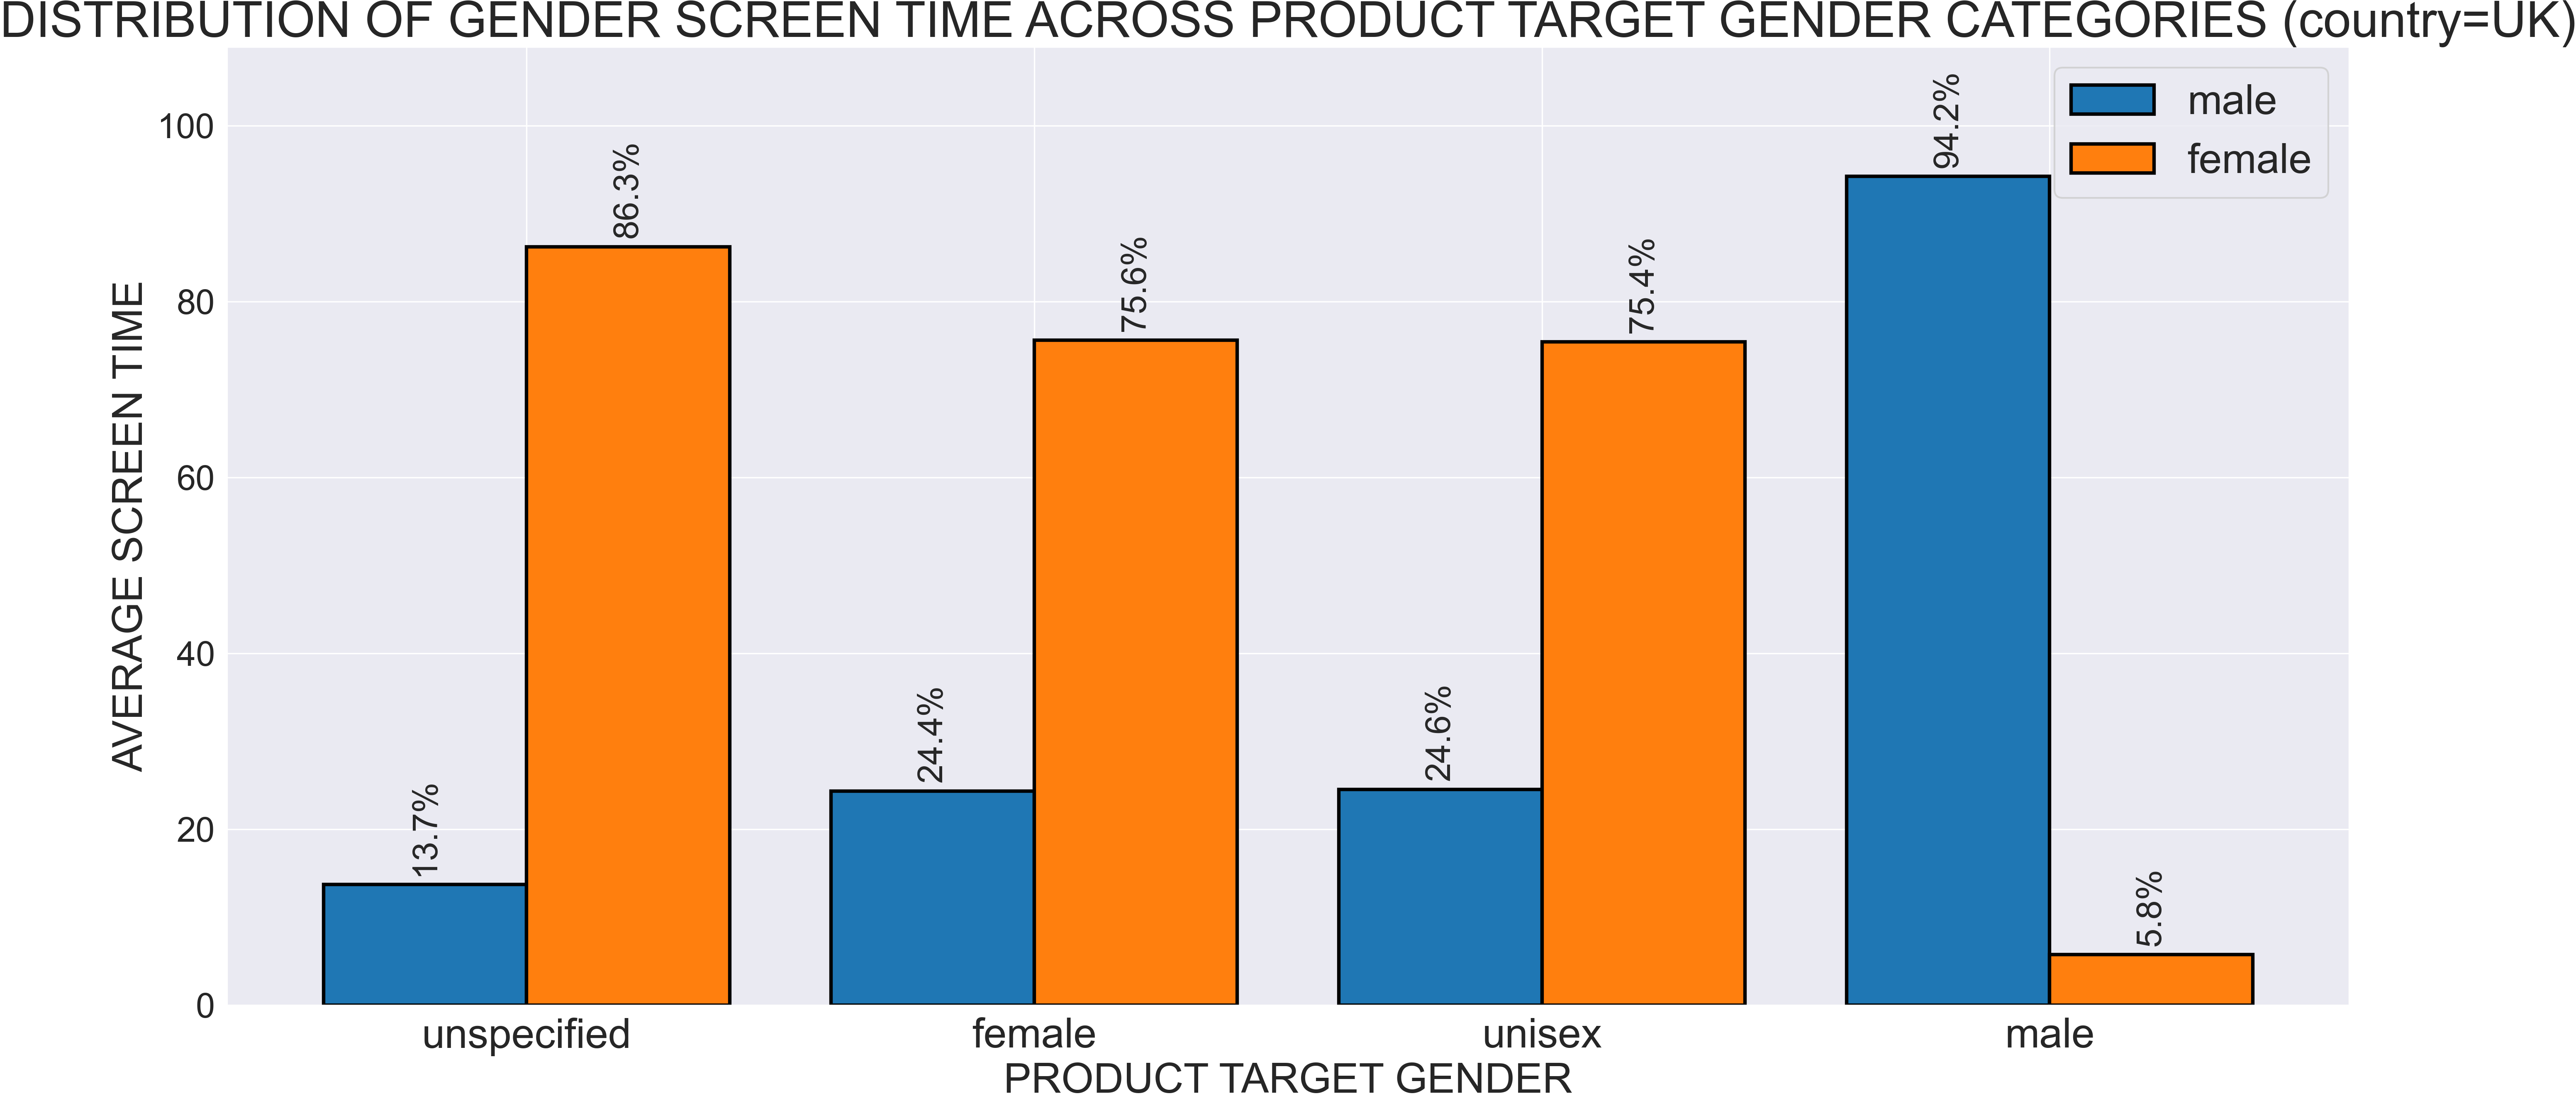 DISTRIBUTION OF GENDER SCREEN TIME ACROSS PRODUCT TARGET GENDER CATEGORIES (country=UK)
male
female
AVERAGE SCREEN TIME
100
80
60
40
20
0
13.7%
86.3%
24.4%
75.6%
24.6%
75.4%
94.2%
5.8%
unspecified
female
unisex
male
PRODUCT TARGET GENDER